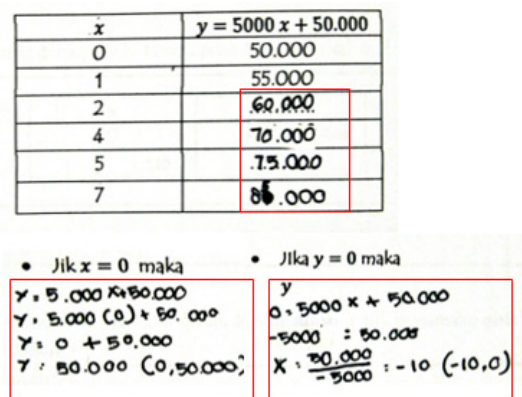 x y = 5000 x + 50.000
0 50.000
1 55.000
2 60.000
4 70.000
5 75.000
7 85.000
• Jik x = 0 maka
y = 5.000 x + 50.000
y = 5.000 (0) + 50.000
y = 0 + 50.000
y = 50.000 (0,50.000)
• Jika y = 0 maka
y
0 = 5000 x + 50.000
-5000 = 50.000
x = 50.000 / -5000 = -10 (-10,0)